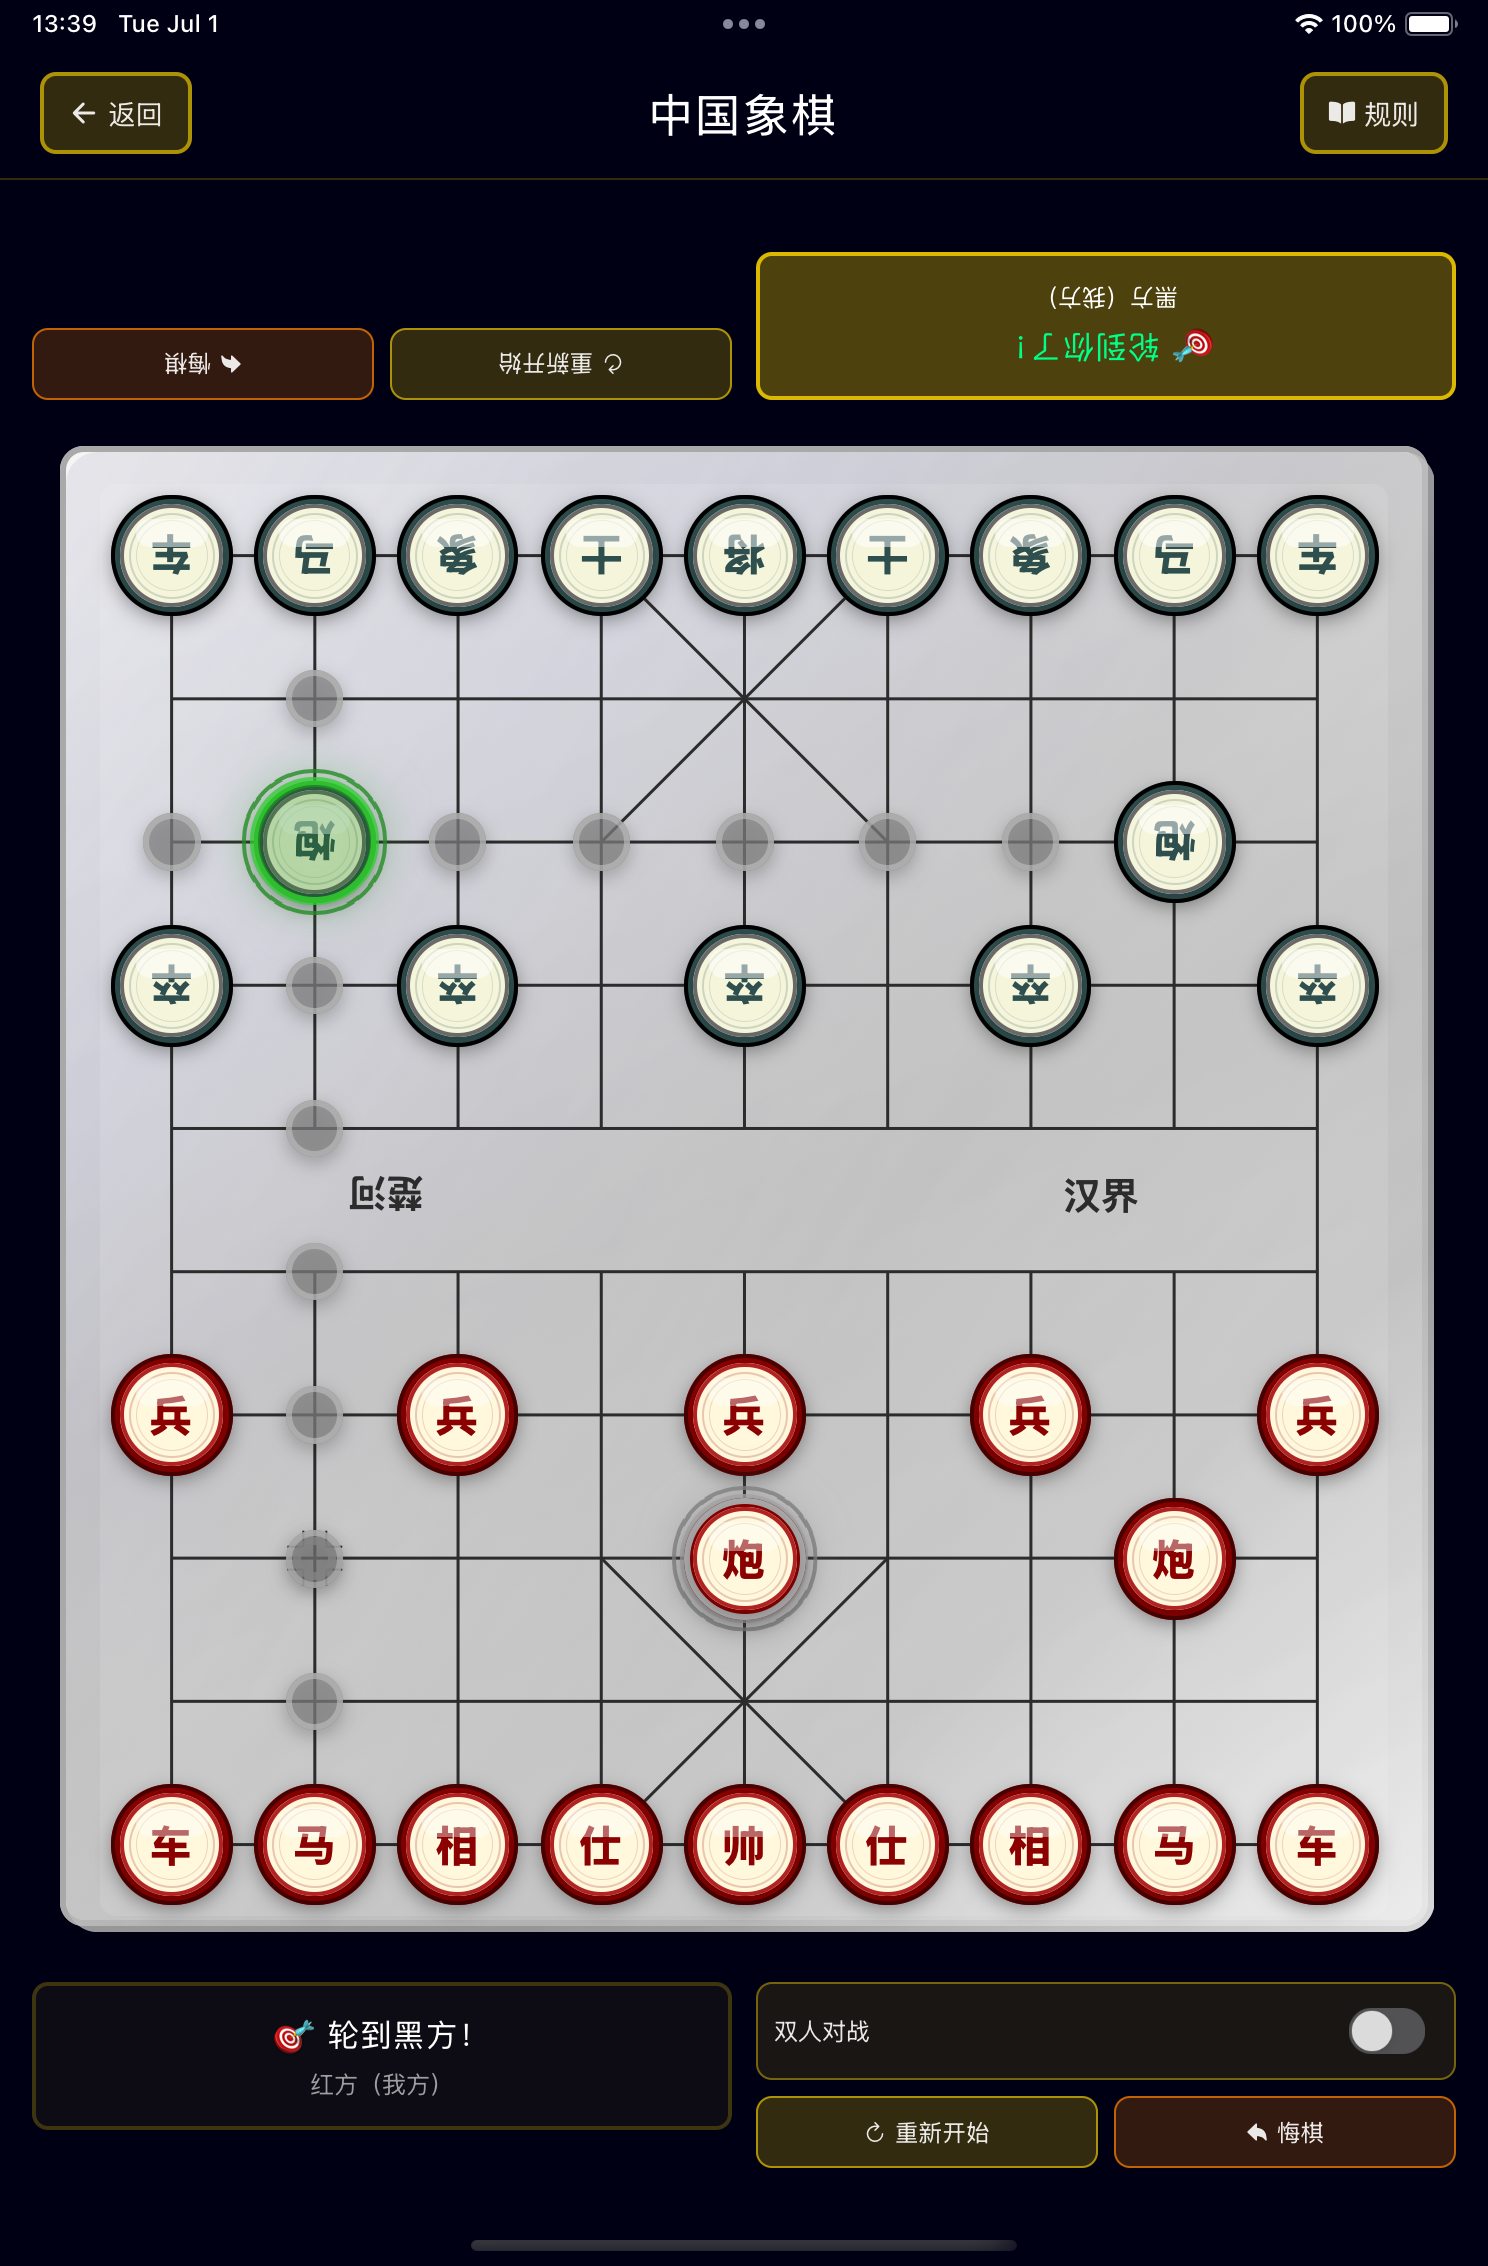 13:39 Tue Jul 1
100%
返回
中国象棋
规则
黑方（我方）
轮到你了！
重新开始
悔棋
车 马 象 士 将 士 象 马 车
炮 炮
卒 卒 卒 卒 卒
楚河 汉界
兵 兵 兵 兵 兵
炮 炮
车 马 相 仕 帅 仕 相 马 车
轮到黑方！
红方（我方）
双人对战
重新开始
悔棋